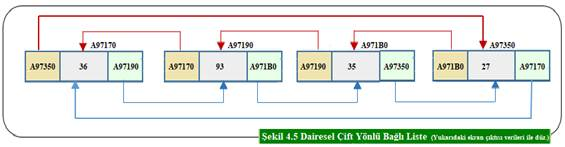 A97170 A97190 A971B0 A97350
A97350 36 A97190 A97170 93 A971B0 A97190 35 A97350 A971B0 27 A97170
Şekil 4.5 Dairesel Çift Yönlü Bağlı Liste (Yukarıdaki ekran çıktısı verileri ile düz.)